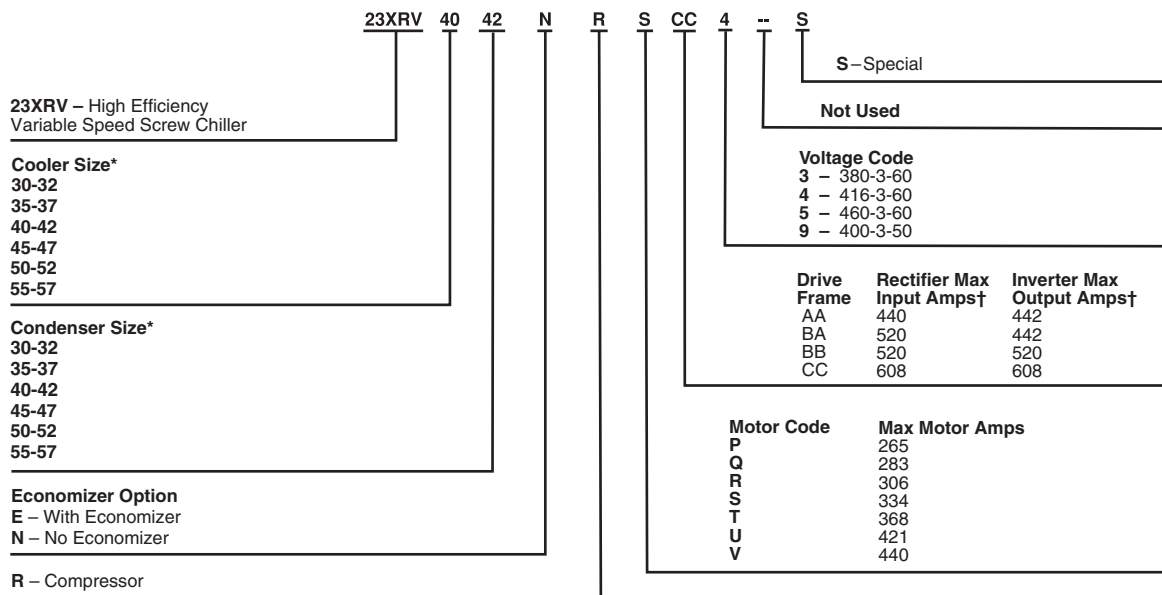 23XRV 40 42 N R S CC 4 -- S
S–Special
23XRV – High Efficiency
Variable Speed Screw Chiller
Not Used
Cooler Size*
30-32
35-37
40-42
45-47
50-52
55-57
Voltage Code
3 – 380-3-60
4 – 416-3-60
5 – 460-3-60
9 – 400-3-50
Drive Rectifier Max Inverter Max
Frame Input Amps† Output Amps†
AA 440 442
BA 520 442
BB 520 520
CC 608 608
Condenser Size*
30-32
35-37
40-42
45-47
50-52
55-57
Motor Code Max Motor Amps
P 265
Q 283
R 306
S 334
T 368
U 421
V 440
Economizer Option
E – With Economizer
N – No Economizer
R – Compressor